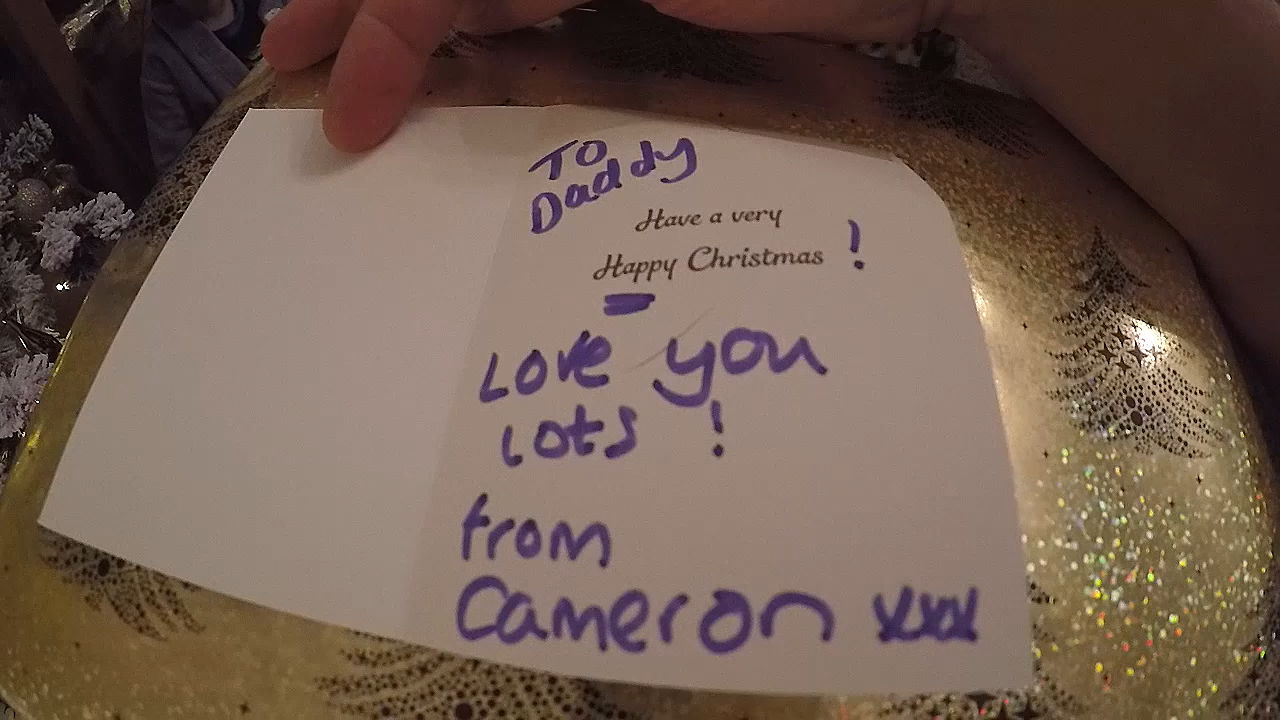 To
Daddy
Have a very
Happy Christmas !
Love you
Lots !
from
Cameron xxx